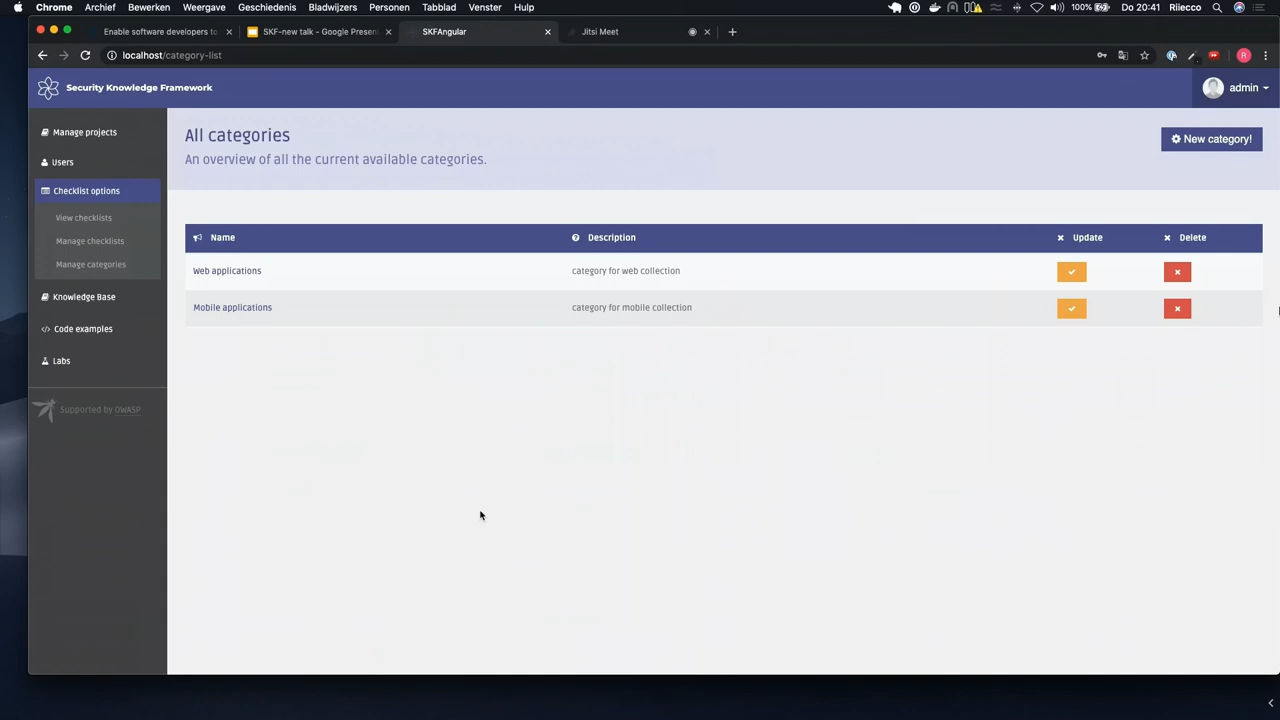 Chrome Archief Bewerken Weergave Geschiedenis Bladwijzers Personen Tabblad Venster Help 100% Do 20:41 Riiecco
Enable software developers to SKF-new talk - Google Presen SKFAngular Jitsi Meet
localhost/category-list R
Security Knowledge Framework admin
Manage projects
Users
Checklist options
View checklists
Manage checklists
Manage categories
Knowledge Base
Code examples
Labs
Supported by OWASP
All categories
An overview of all the current available categories.
New category!
Name Description Update Delete
Web applications category for web collection
Mobile applications category for mobile collection